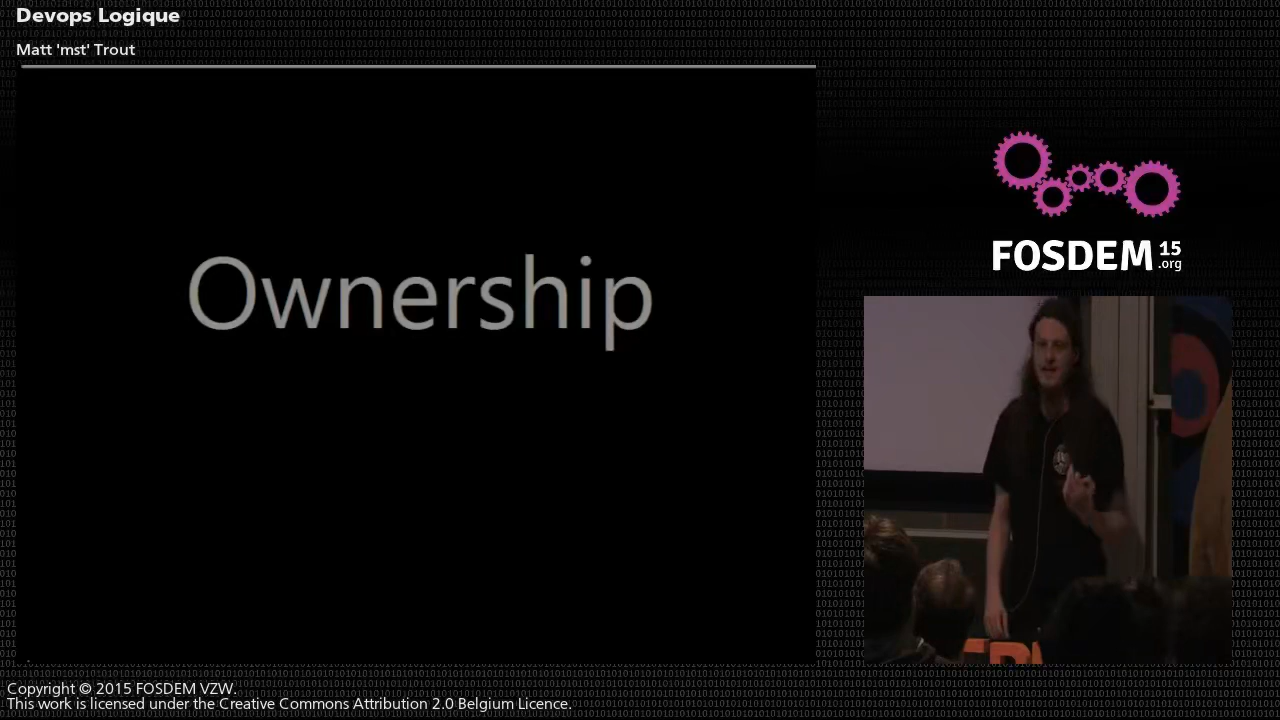 Devops Logique
Matt 'mst' Trout
Ownership
FOSDEM 15
.org
Copyright © 2015 FOSDEM VZW.
This work is licensed under the Creative Commons Attribution 2.0 Belgium Licence.